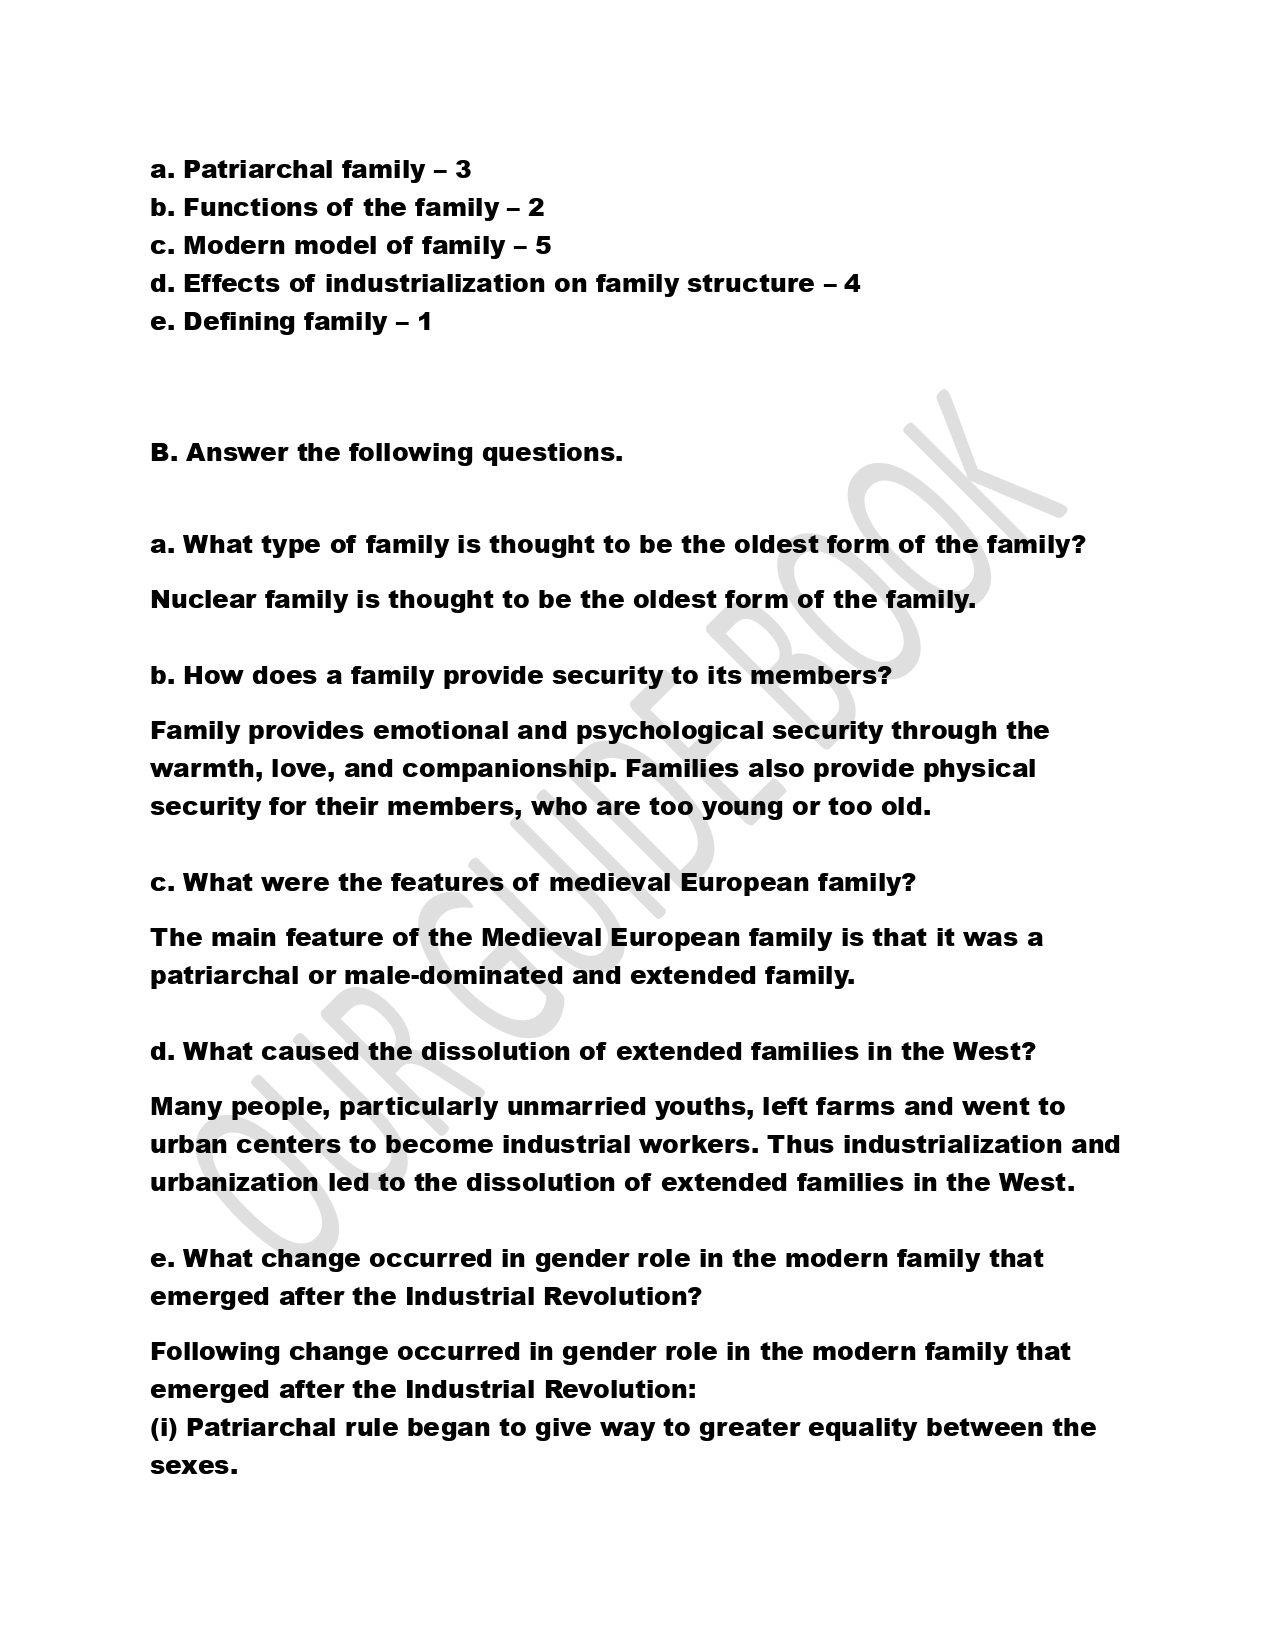 a. Patriarchal family – 3
b. Functions of the family – 2
c. Modern model of family – 5
d. Effects of industrialization on family structure – 4
e. Defining family – 1
B. Answer the following questions.
a. What type of family is thought to be the oldest form of the family?
Nuclear family is thought to be the oldest form of the family.
b. How does a family provide security to its members?
Family provides emotional and psychological security through the
warmth, love, and companionship. Families also provide physical
security for their members, who are too young or too old.
c. What were the features of medieval European family?
The main feature of the Medieval European family is that it was a
patriarchal or male-dominated and extended family.
d. What caused the dissolution of extended families in the West?
Many people, particularly unmarried youths, left farms and went to
urban centers to become industrial workers. Thus industrialization and
urbanization led to the dissolution of extended families in the West.
e. What change occurred in gender role in the modern family that
emerged after the Industrial Revolution?
Following change occurred in gender role in the modern family that
emerged after the Industrial Revolution:
(i) Patriarchal rule began to give way to greater equality between the
sexes.
OUR GUIDE BOOK